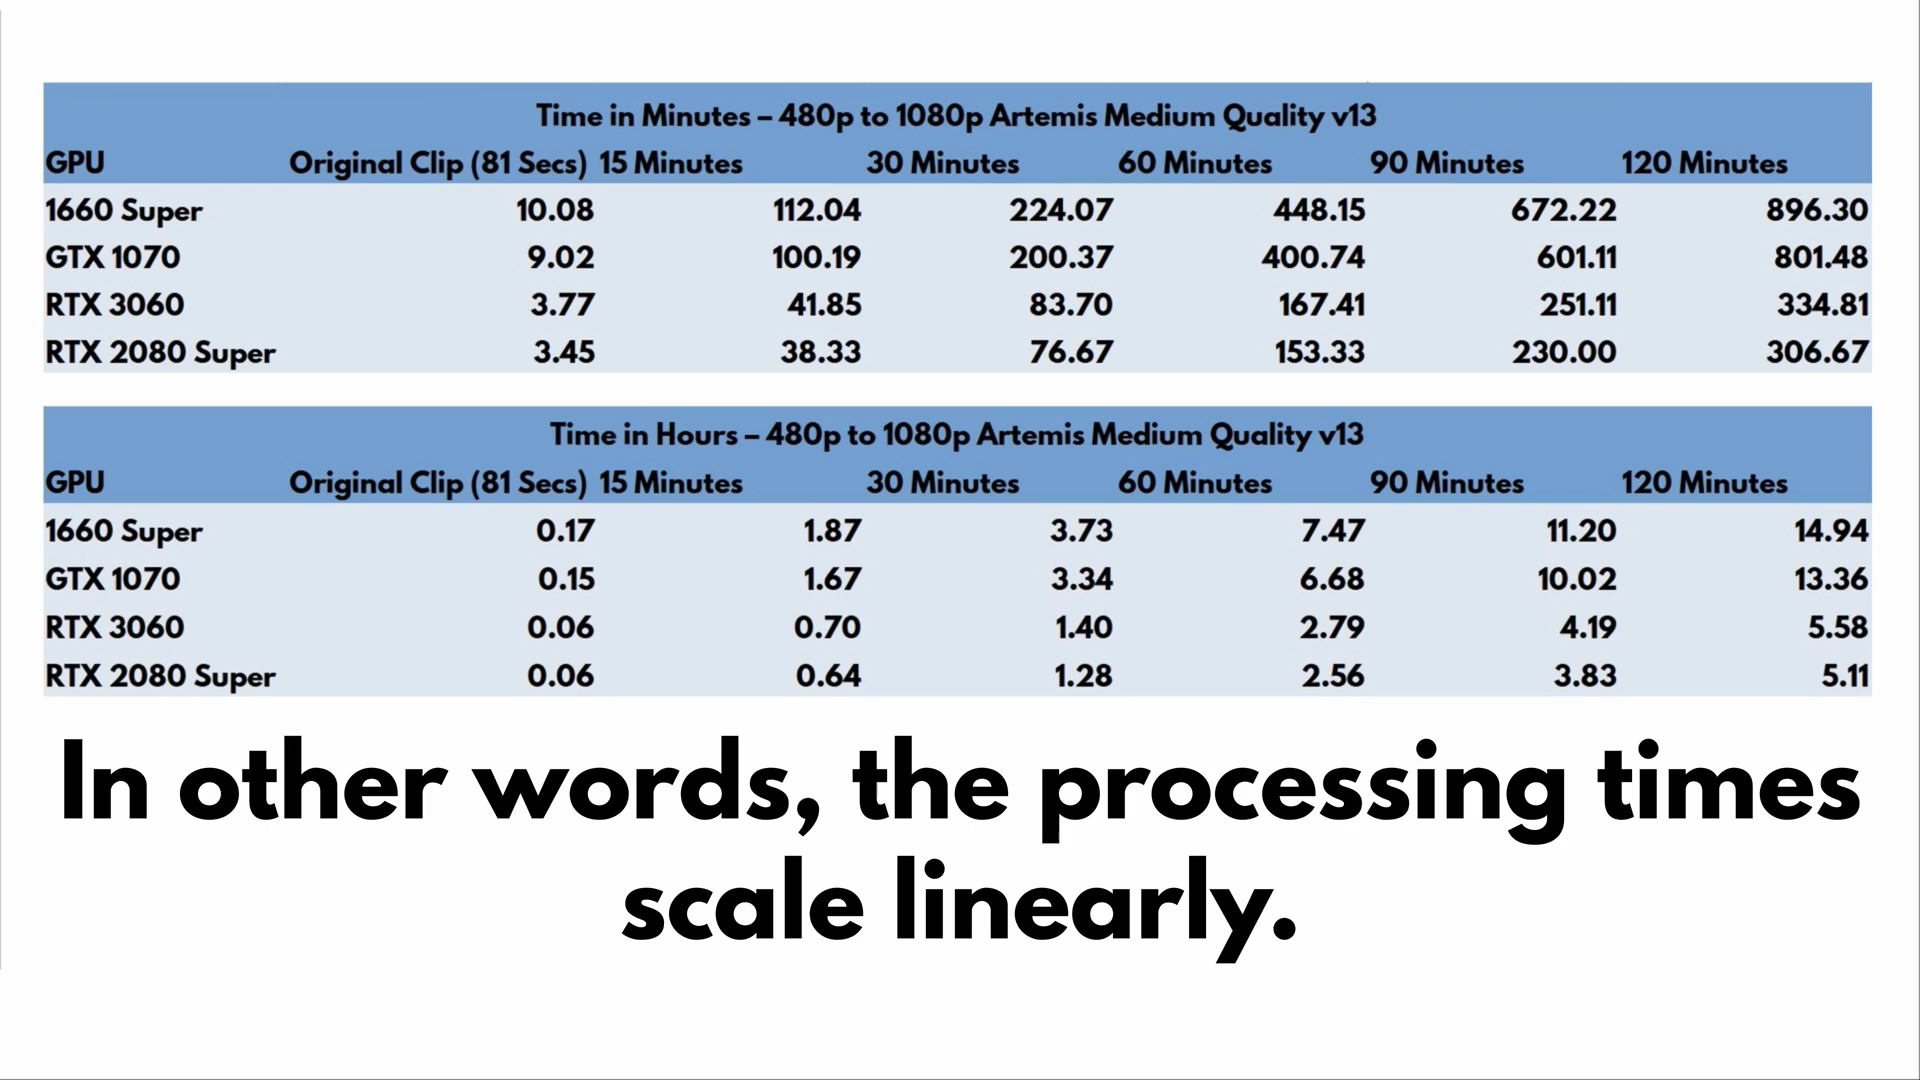 Time in Minutes – 480p to 1080p Artemis Medium Quality v13
GPU Original Clip (81 Secs) 15 Minutes 30 Minutes 60 Minutes 90 Minutes 120 Minutes
1660 Super 10.08 112.04 224.07 448.15 672.22 896.30
GTX 1070 9.02 100.19 200.37 400.74 601.11 801.48
RTX 3060 3.77 41.85 83.70 167.41 251.11 334.81
RTX 2080 Super 3.45 38.33 76.67 153.33 230.00 306.67
Time in Hours – 480p to 1080p Artemis Medium Quality v13
GPU Original Clip (81 Secs) 15 Minutes 30 Minutes 60 Minutes 90 Minutes 120 Minutes
1660 Super 0.17 1.87 3.73 7.47 11.20 14.94
GTX 1070 0.15 1.67 3.34 6.68 10.02 13.36
RTX 3060 0.06 0.70 1.40 2.79 4.19 5.58
RTX 2080 Super 0.06 0.64 1.28 2.56 3.83 5.11
In other words, the processing times
scale linearly.